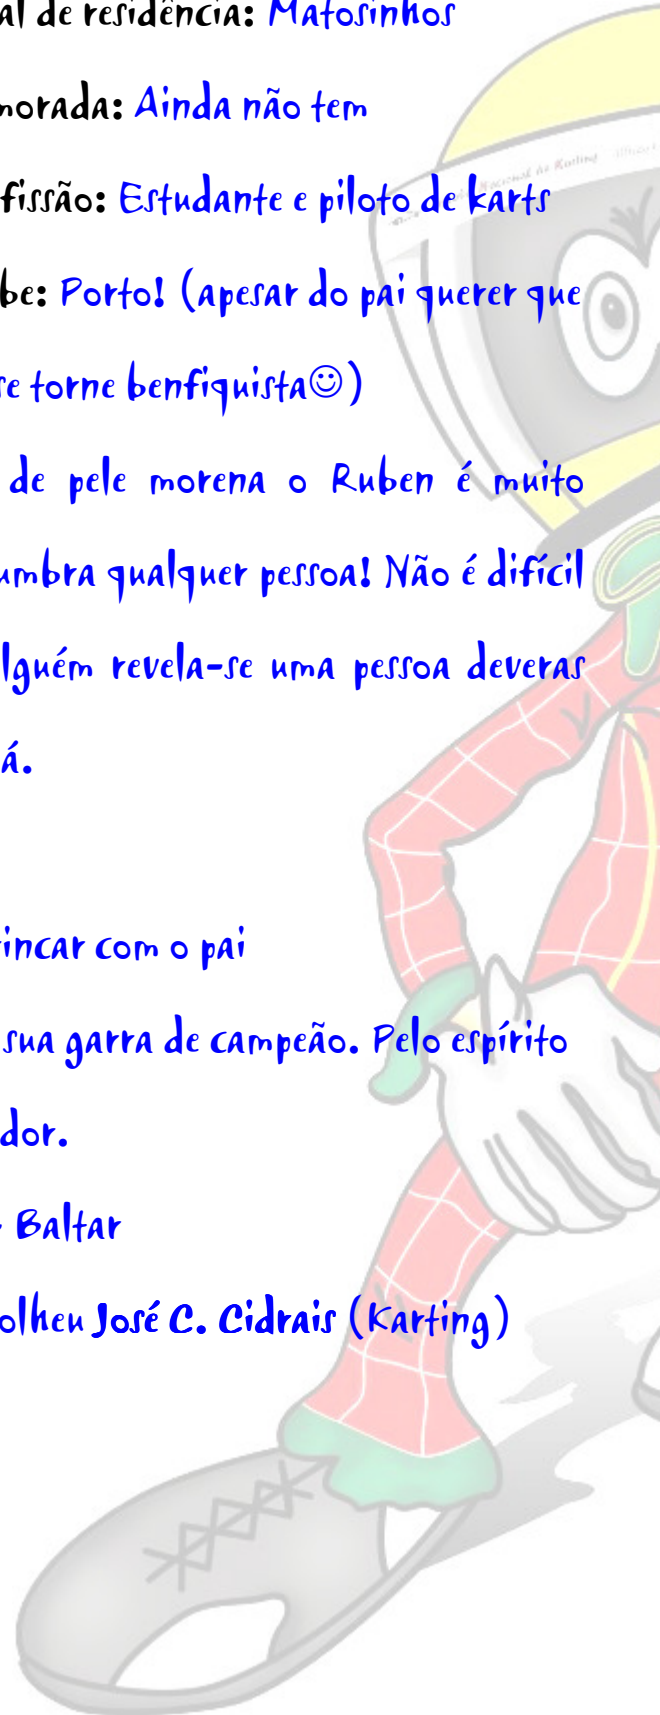 al de residência: Matosinhos
morada: Ainda não tem
fissão: Estudante e piloto de karts
be: Porto! (apesar do pai querer que
se torne benfiquista☺)
de pele morena o Ruben é muito
umbra qualquer pessoa! Não é difícil
lguém revela-se uma pessoa deveras
á.
incar com o pai
sua garra de campeão. Pelo espírito
dor.
Baltar
olheu José C. Cidrais (Karting)